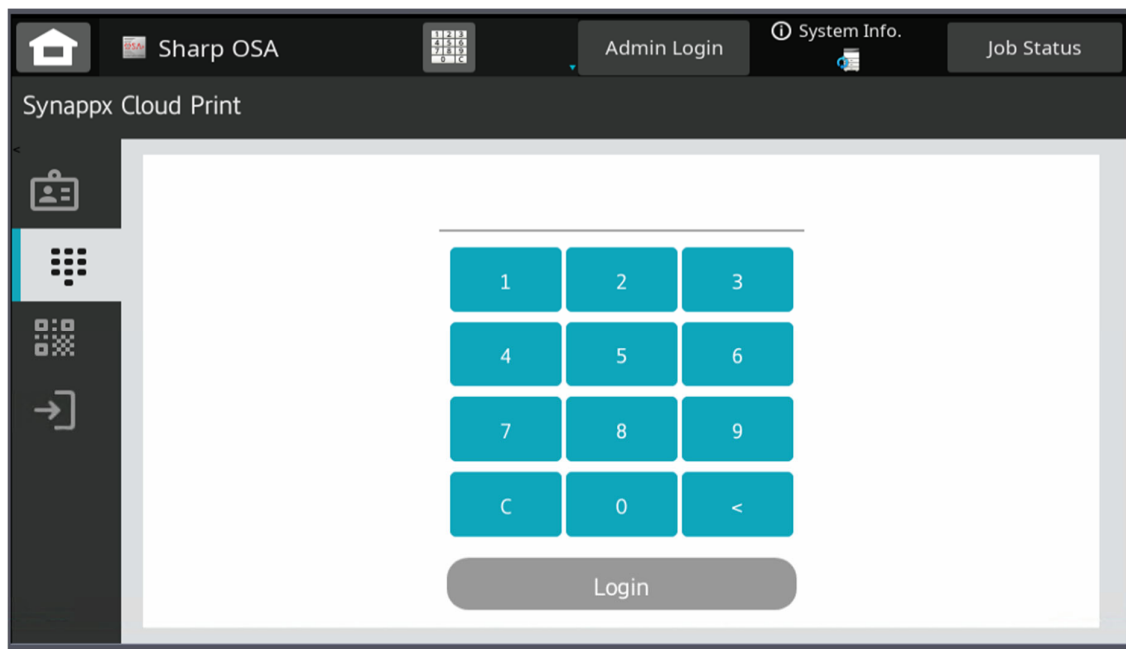 Sharp OSA
Admin Login
System Info.
Job Status
Synappx Cloud Print
<
1 2 3
4 5 6
7 8 9
C 0 <
Login